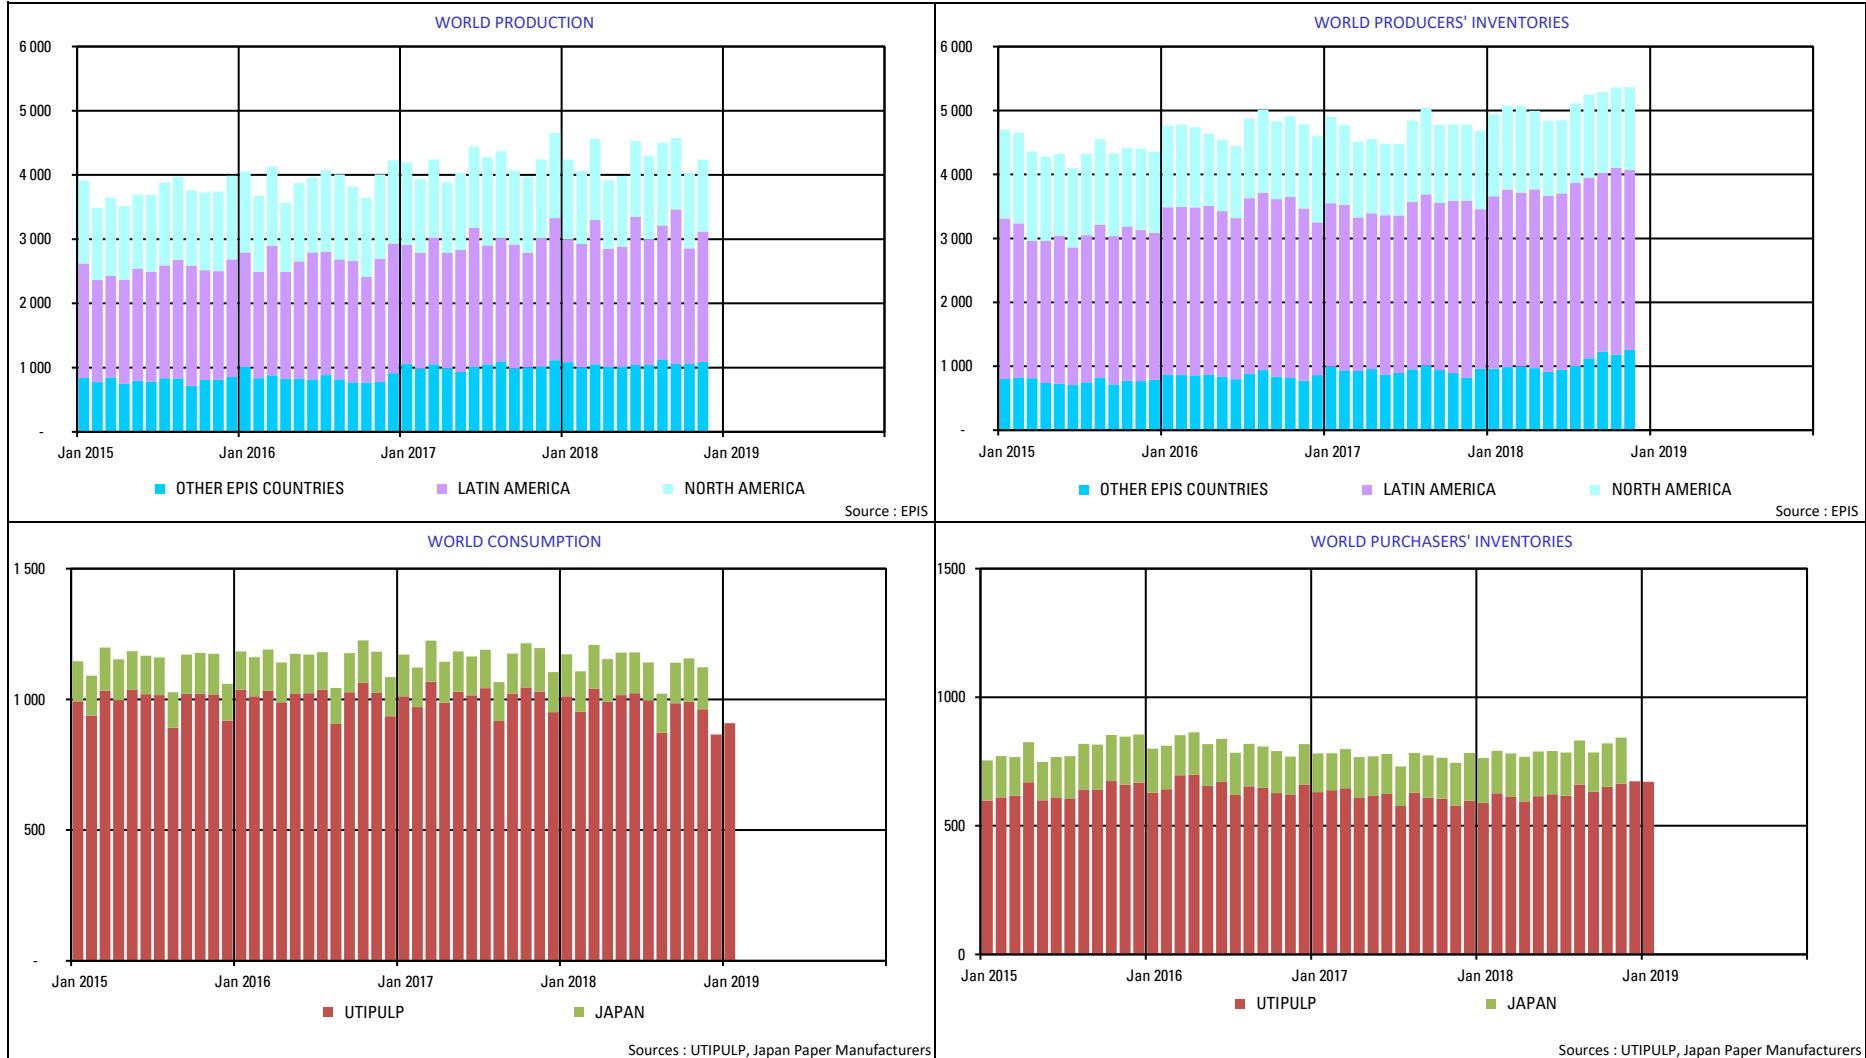 WORLD PRODUCTION
6 000
5 000
4 000
3 000
2 000
1 000
-
Jan 2015 Jan 2016 Jan 2017 Jan 2018 Jan 2019
OTHER EPIS COUNTRIES LATIN AMERICA NORTH AMERICA
Source : EPIS
WORLD PRODUCERS' INVENTORIES
6 000
5 000
4 000
3 000
2 000
1 000
-
Jan 2015 Jan 2016 Jan 2017 Jan 2018 Jan 2019
OTHER EPIS COUNTRIES LATIN AMERICA NORTH AMERICA
Source : EPIS
WORLD CONSUMPTION
1 500
1 000
500
-
Jan 2015 Jan 2016 Jan 2017 Jan 2018 Jan 2019
UTIPULP JAPAN
Sources : UTIPULP, Japan Paper Manufacturers
WORLD PURCHASERS' INVENTORIES
1500
1000
500
0
Jan 2015 Jan 2016 Jan 2017 Jan 2018 Jan 2019
UTIPULP JAPAN
Sources : UTIPULP, Japan Paper Manufacturers